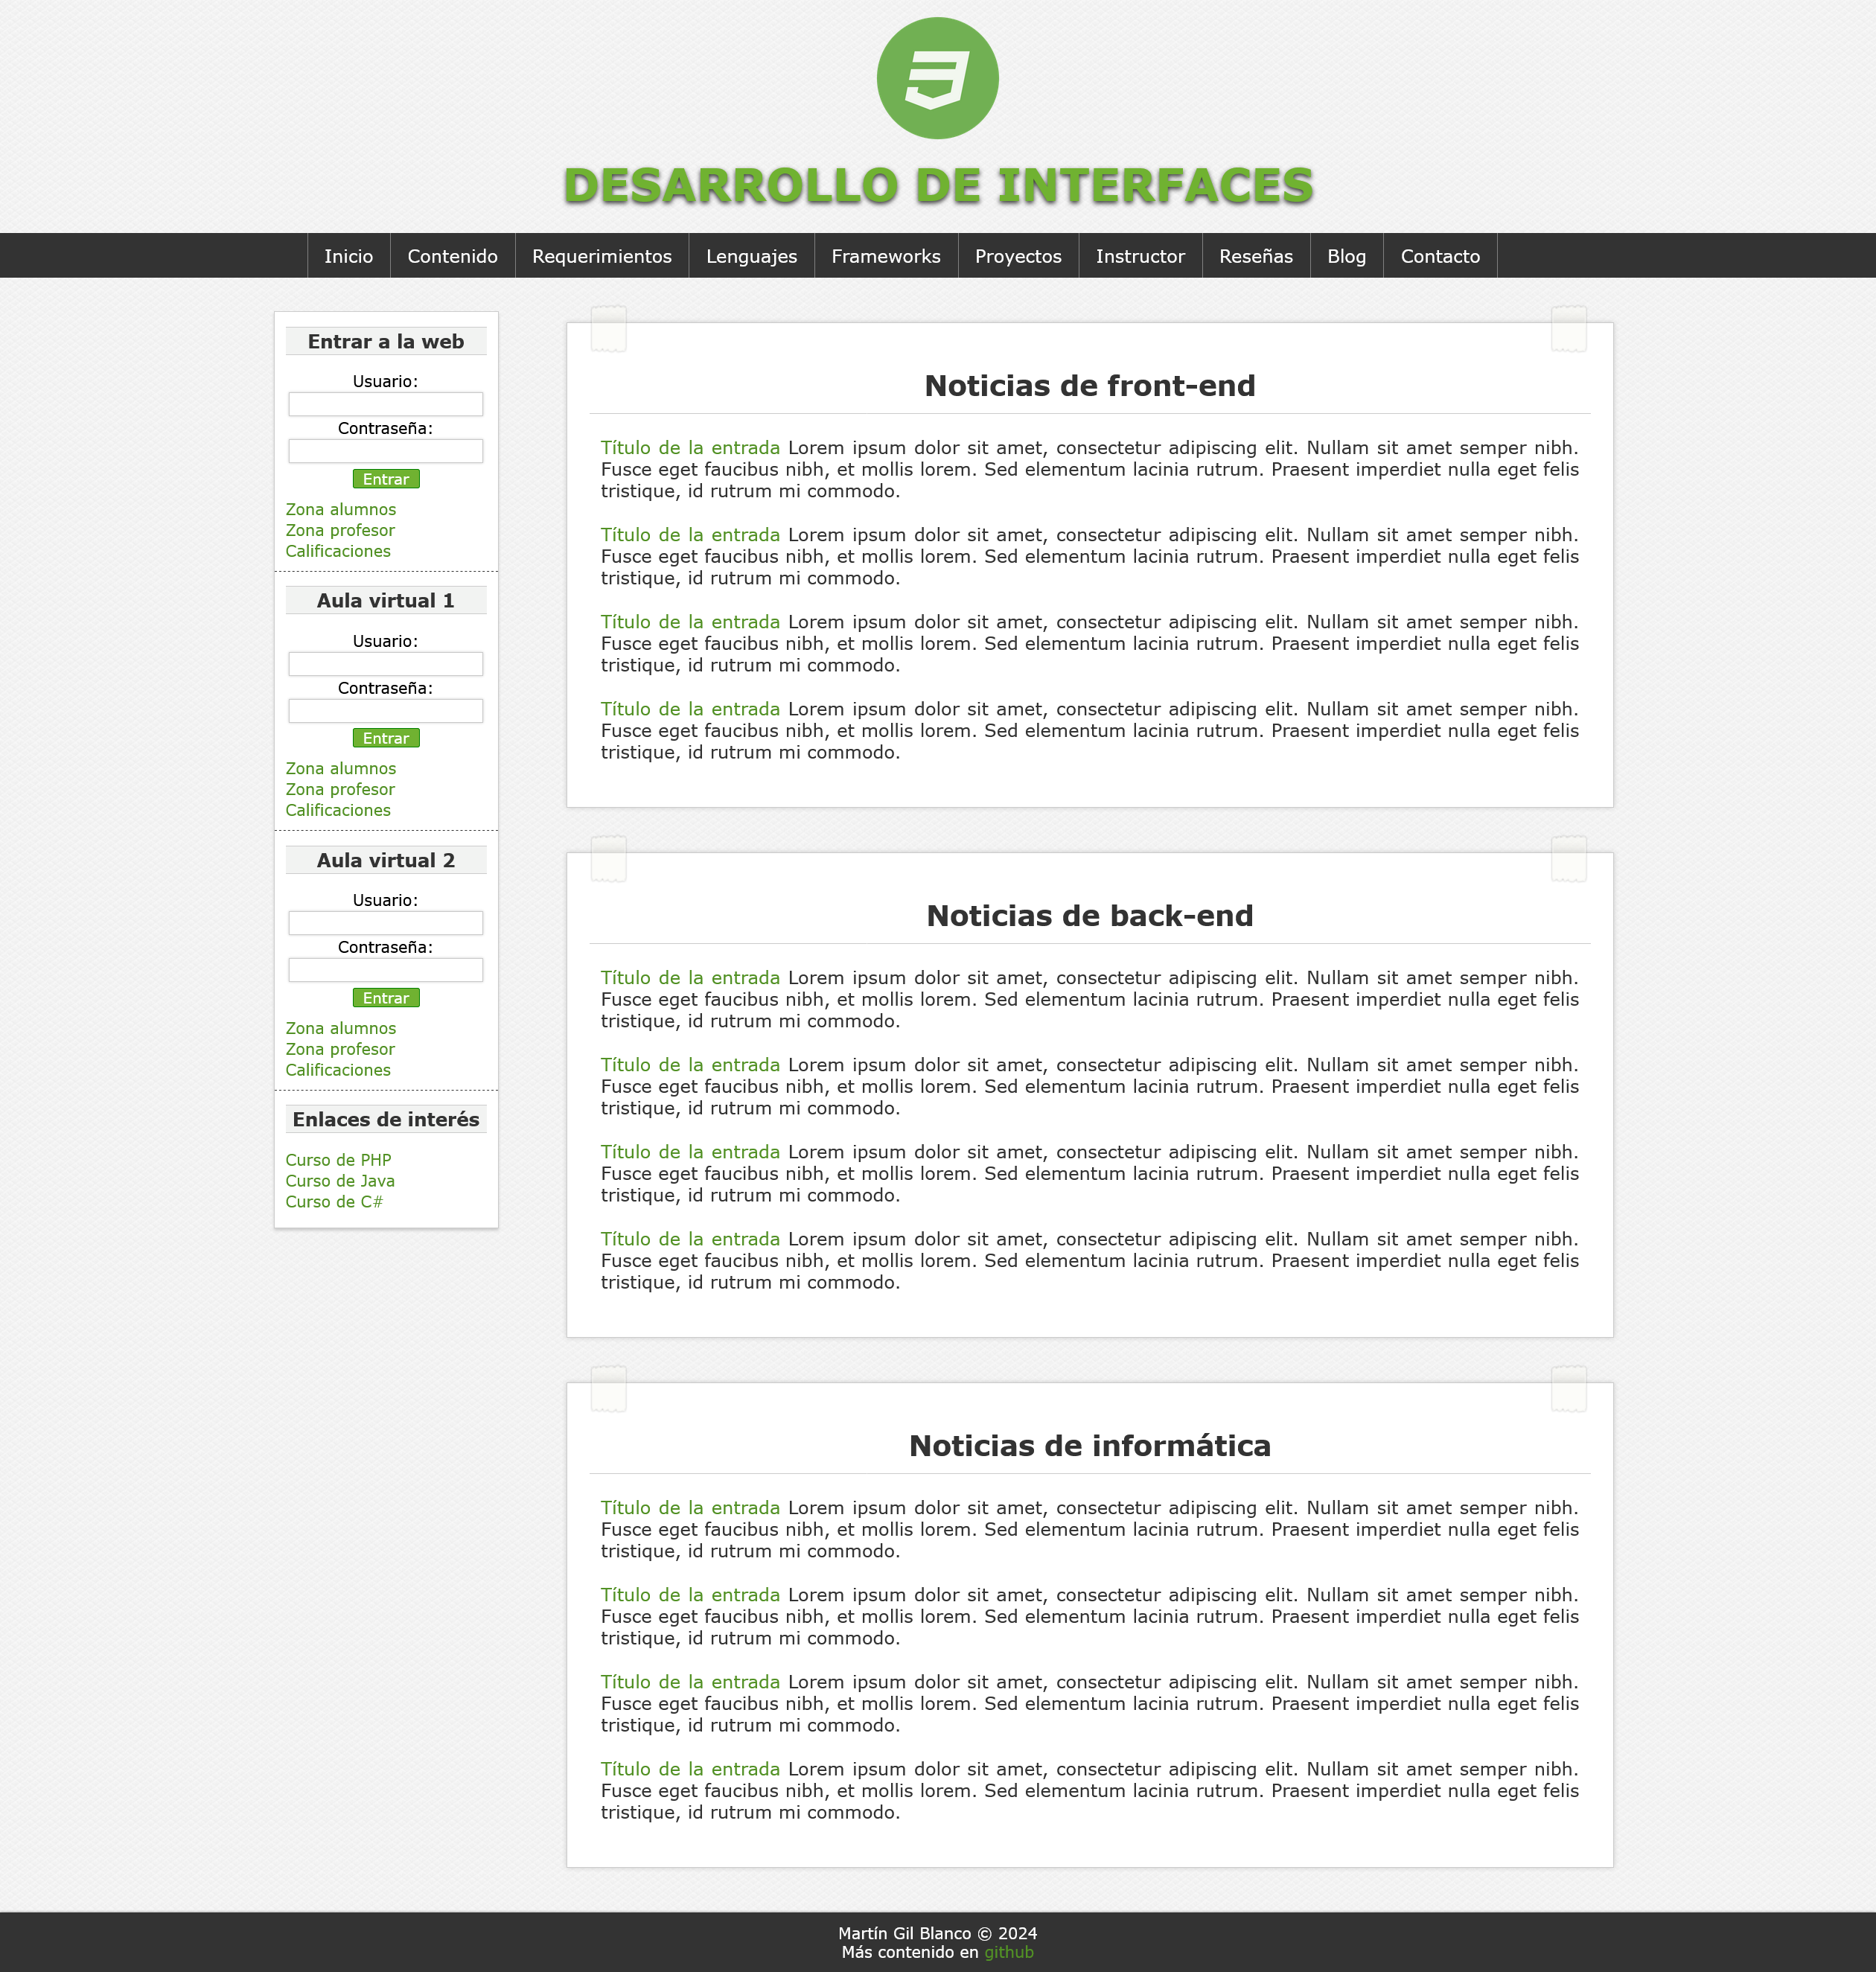 DESARROLLO DE INTERFACES
Inicio Contenido Requerimientos Lenguajes Frameworks Proyectos Instructor Reseñas Blog Contacto
Entrar a la web
Usuario:
Contraseña:
Entrar
Zona alumnos
Zona profesor
Calificaciones
Aula virtual 1
Usuario:
Contraseña:
Entrar
Zona alumnos
Zona profesor
Calificaciones
Aula virtual 2
Usuario:
Contraseña:
Entrar
Zona alumnos
Zona profesor
Calificaciones
Enlaces de interés
Curso de PHP
Curso de Java
Curso de C#
Noticias de front-end
Título de la entrada Lorem ipsum dolor sit amet, consectetur adipiscing elit. Nullam sit amet semper nibh.
Fusce eget faucibus nibh, et mollis lorem. Sed elementum lacinia rutrum. Praesent imperdiet nulla eget felis
tristique, id rutrum mi commodo.
Título de la entrada Lorem ipsum dolor sit amet, consectetur adipiscing elit. Nullam sit amet semper nibh.
Fusce eget faucibus nibh, et mollis lorem. Sed elementum lacinia rutrum. Praesent imperdiet nulla eget felis
tristique, id rutrum mi commodo.
Título de la entrada Lorem ipsum dolor sit amet, consectetur adipiscing elit. Nullam sit amet semper nibh.
Fusce eget faucibus nibh, et mollis lorem. Sed elementum lacinia rutrum. Praesent imperdiet nulla eget felis
tristique, id rutrum mi commodo.
Título de la entrada Lorem ipsum dolor sit amet, consectetur adipiscing elit. Nullam sit amet semper nibh.
Fusce eget faucibus nibh, et mollis lorem. Sed elementum lacinia rutrum. Praesent imperdiet nulla eget felis
tristique, id rutrum mi commodo.
Noticias de back-end
Título de la entrada Lorem ipsum dolor sit amet, consectetur adipiscing elit. Nullam sit amet semper nibh.
Fusce eget faucibus nibh, et mollis lorem. Sed elementum lacinia rutrum. Praesent imperdiet nulla eget felis
tristique, id rutrum mi commodo.
Título de la entrada Lorem ipsum dolor sit amet, consectetur adipiscing elit. Nullam sit amet semper nibh.
Fusce eget faucibus nibh, et mollis lorem. Sed elementum lacinia rutrum. Praesent imperdiet nulla eget felis
tristique, id rutrum mi commodo.
Título de la entrada Lorem ipsum dolor sit amet, consectetur adipiscing elit. Nullam sit amet semper nibh.
Fusce eget faucibus nibh, et mollis lorem. Sed elementum lacinia rutrum. Praesent imperdiet nulla eget felis
tristique, id rutrum mi commodo.
Título de la entrada Lorem ipsum dolor sit amet, consectetur adipiscing elit. Nullam sit amet semper nibh.
Fusce eget faucibus nibh, et mollis lorem. Sed elementum lacinia rutrum. Praesent imperdiet nulla eget felis
tristique, id rutrum mi commodo.
Noticias de informática
Título de la entrada Lorem ipsum dolor sit amet, consectetur adipiscing elit. Nullam sit amet semper nibh.
Fusce eget faucibus nibh, et mollis lorem. Sed elementum lacinia rutrum. Praesent imperdiet nulla eget felis
tristique, id rutrum mi commodo.
Título de la entrada Lorem ipsum dolor sit amet, consectetur adipiscing elit. Nullam sit amet semper nibh.
Fusce eget faucibus nibh, et mollis lorem. Sed elementum lacinia rutrum. Praesent imperdiet nulla eget felis
tristique, id rutrum mi commodo.
Título de la entrada Lorem ipsum dolor sit amet, consectetur adipiscing elit. Nullam sit amet semper nibh.
Fusce eget faucibus nibh, et mollis lorem. Sed elementum lacinia rutrum. Praesent imperdiet nulla eget felis
tristique, id rutrum mi commodo.
Título de la entrada Lorem ipsum dolor sit amet, consectetur adipiscing elit. Nullam sit amet semper nibh.
Fusce eget faucibus nibh, et mollis lorem. Sed elementum lacinia rutrum. Praesent imperdiet nulla eget felis
tristique, id rutrum mi commodo.
Martín Gil Blanco © 2024
Más contenido en github